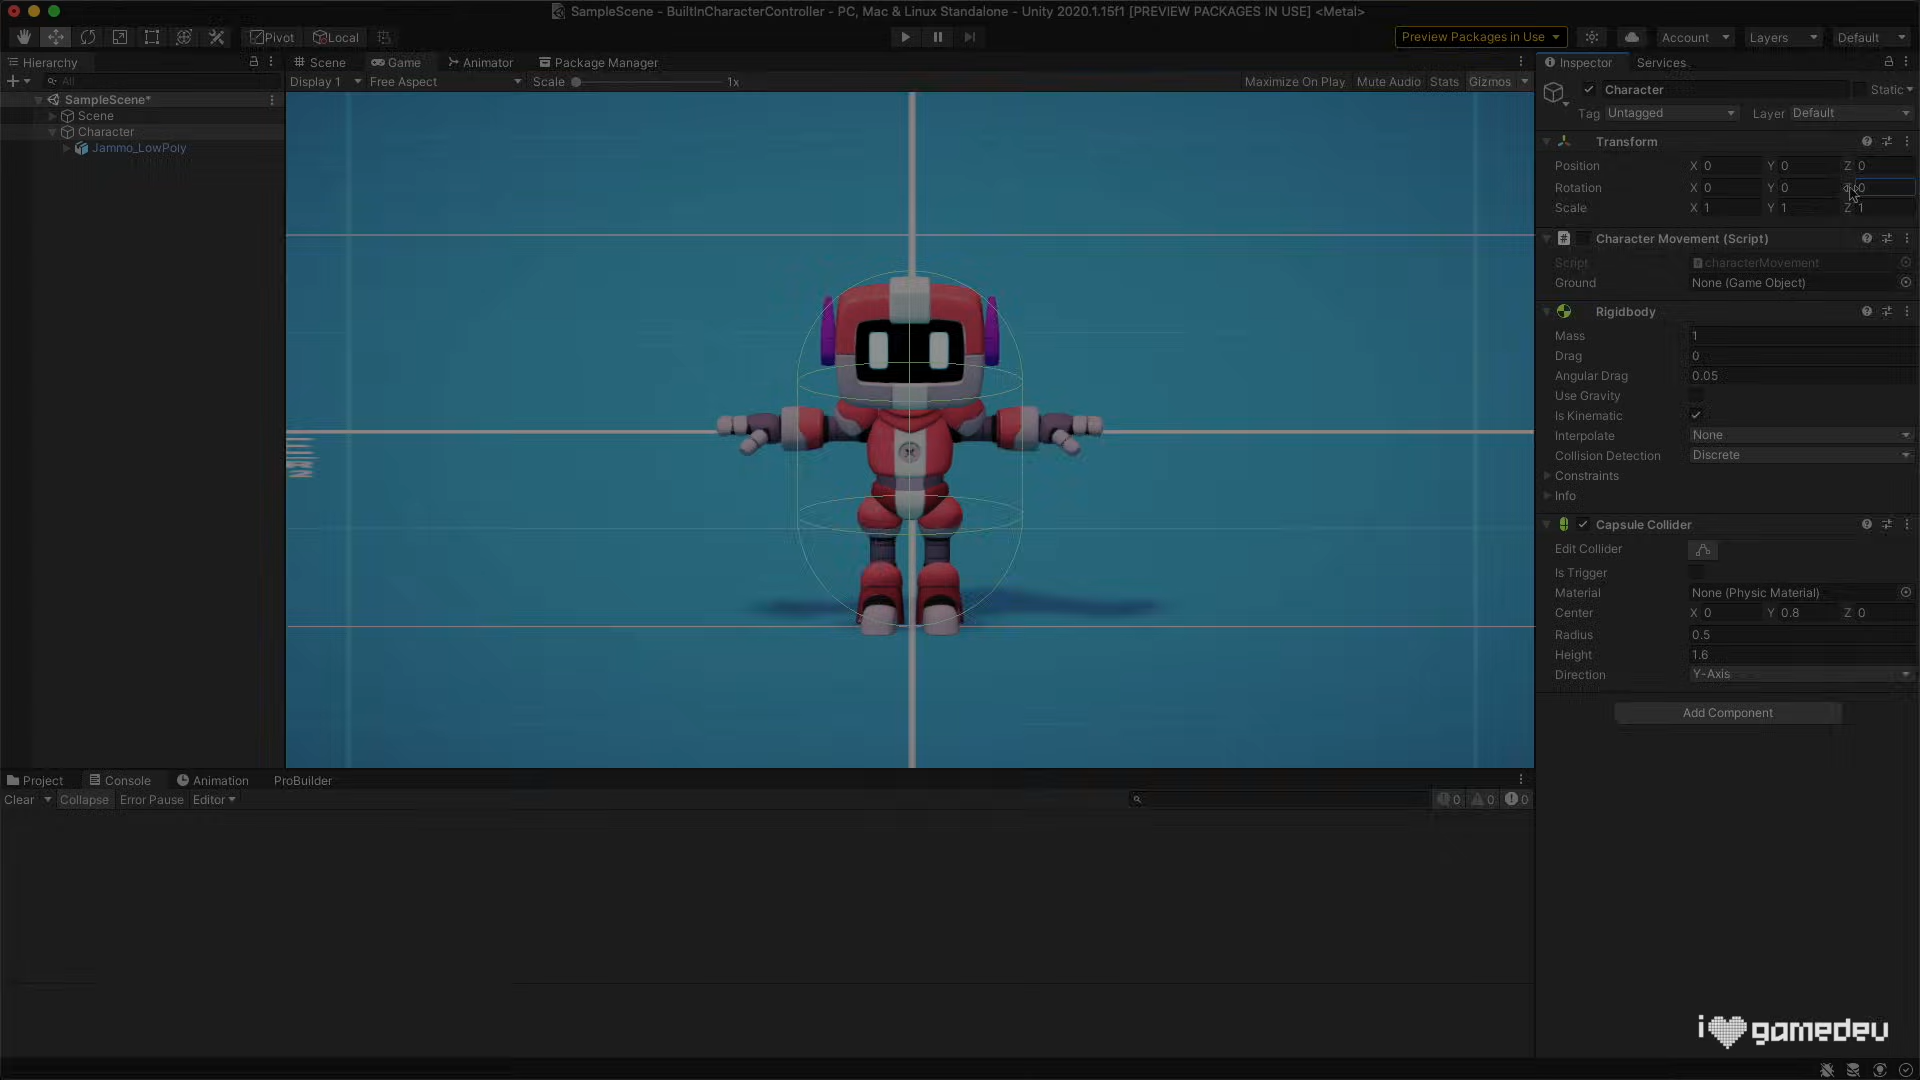 SampleScene - BuiltInCharacterController - PC, Mac & Linux Standalone - Unity 2020.1.15f1 [PREVIEW PACKAGES IN USE] <Metal>
Pivot Local Preview Packages in Use Account Layers Default
Hierarchy
All
SampleScene*
Scene
Character
Jammo_LowPoly
Scene Game Animator Package Manager
Display 1 Free Aspect Scale 1x Maximize On Play Mute Audio Stats Gizmos
Inspector Services
Character Static
Tag Untagged Layer Default
Transform
Position X 0 Y 0 Z 0
Rotation X 0 Y 0 0
Scale X 1 Y 1 Z 1
Character Movement (Script)
Script characterMovement
Ground None (Game Object)
Rigidbody
Mass 1
Drag 0
Angular Drag 0.05
Use Gravity
Is Kinematic
Interpolate None
Collision Detection Discrete
Constraints
Info
Capsule Collider
Edit Collider
Is Trigger
Material None (Physic Material)
Center X 0 Y 0.8 Z 0
Radius 0.5
Height 1.6
Direction Y-Axis
Add Component
Project Console Animation ProBuilder
Clear Collapse Error Pause Editor 0 0 0
i gamedev